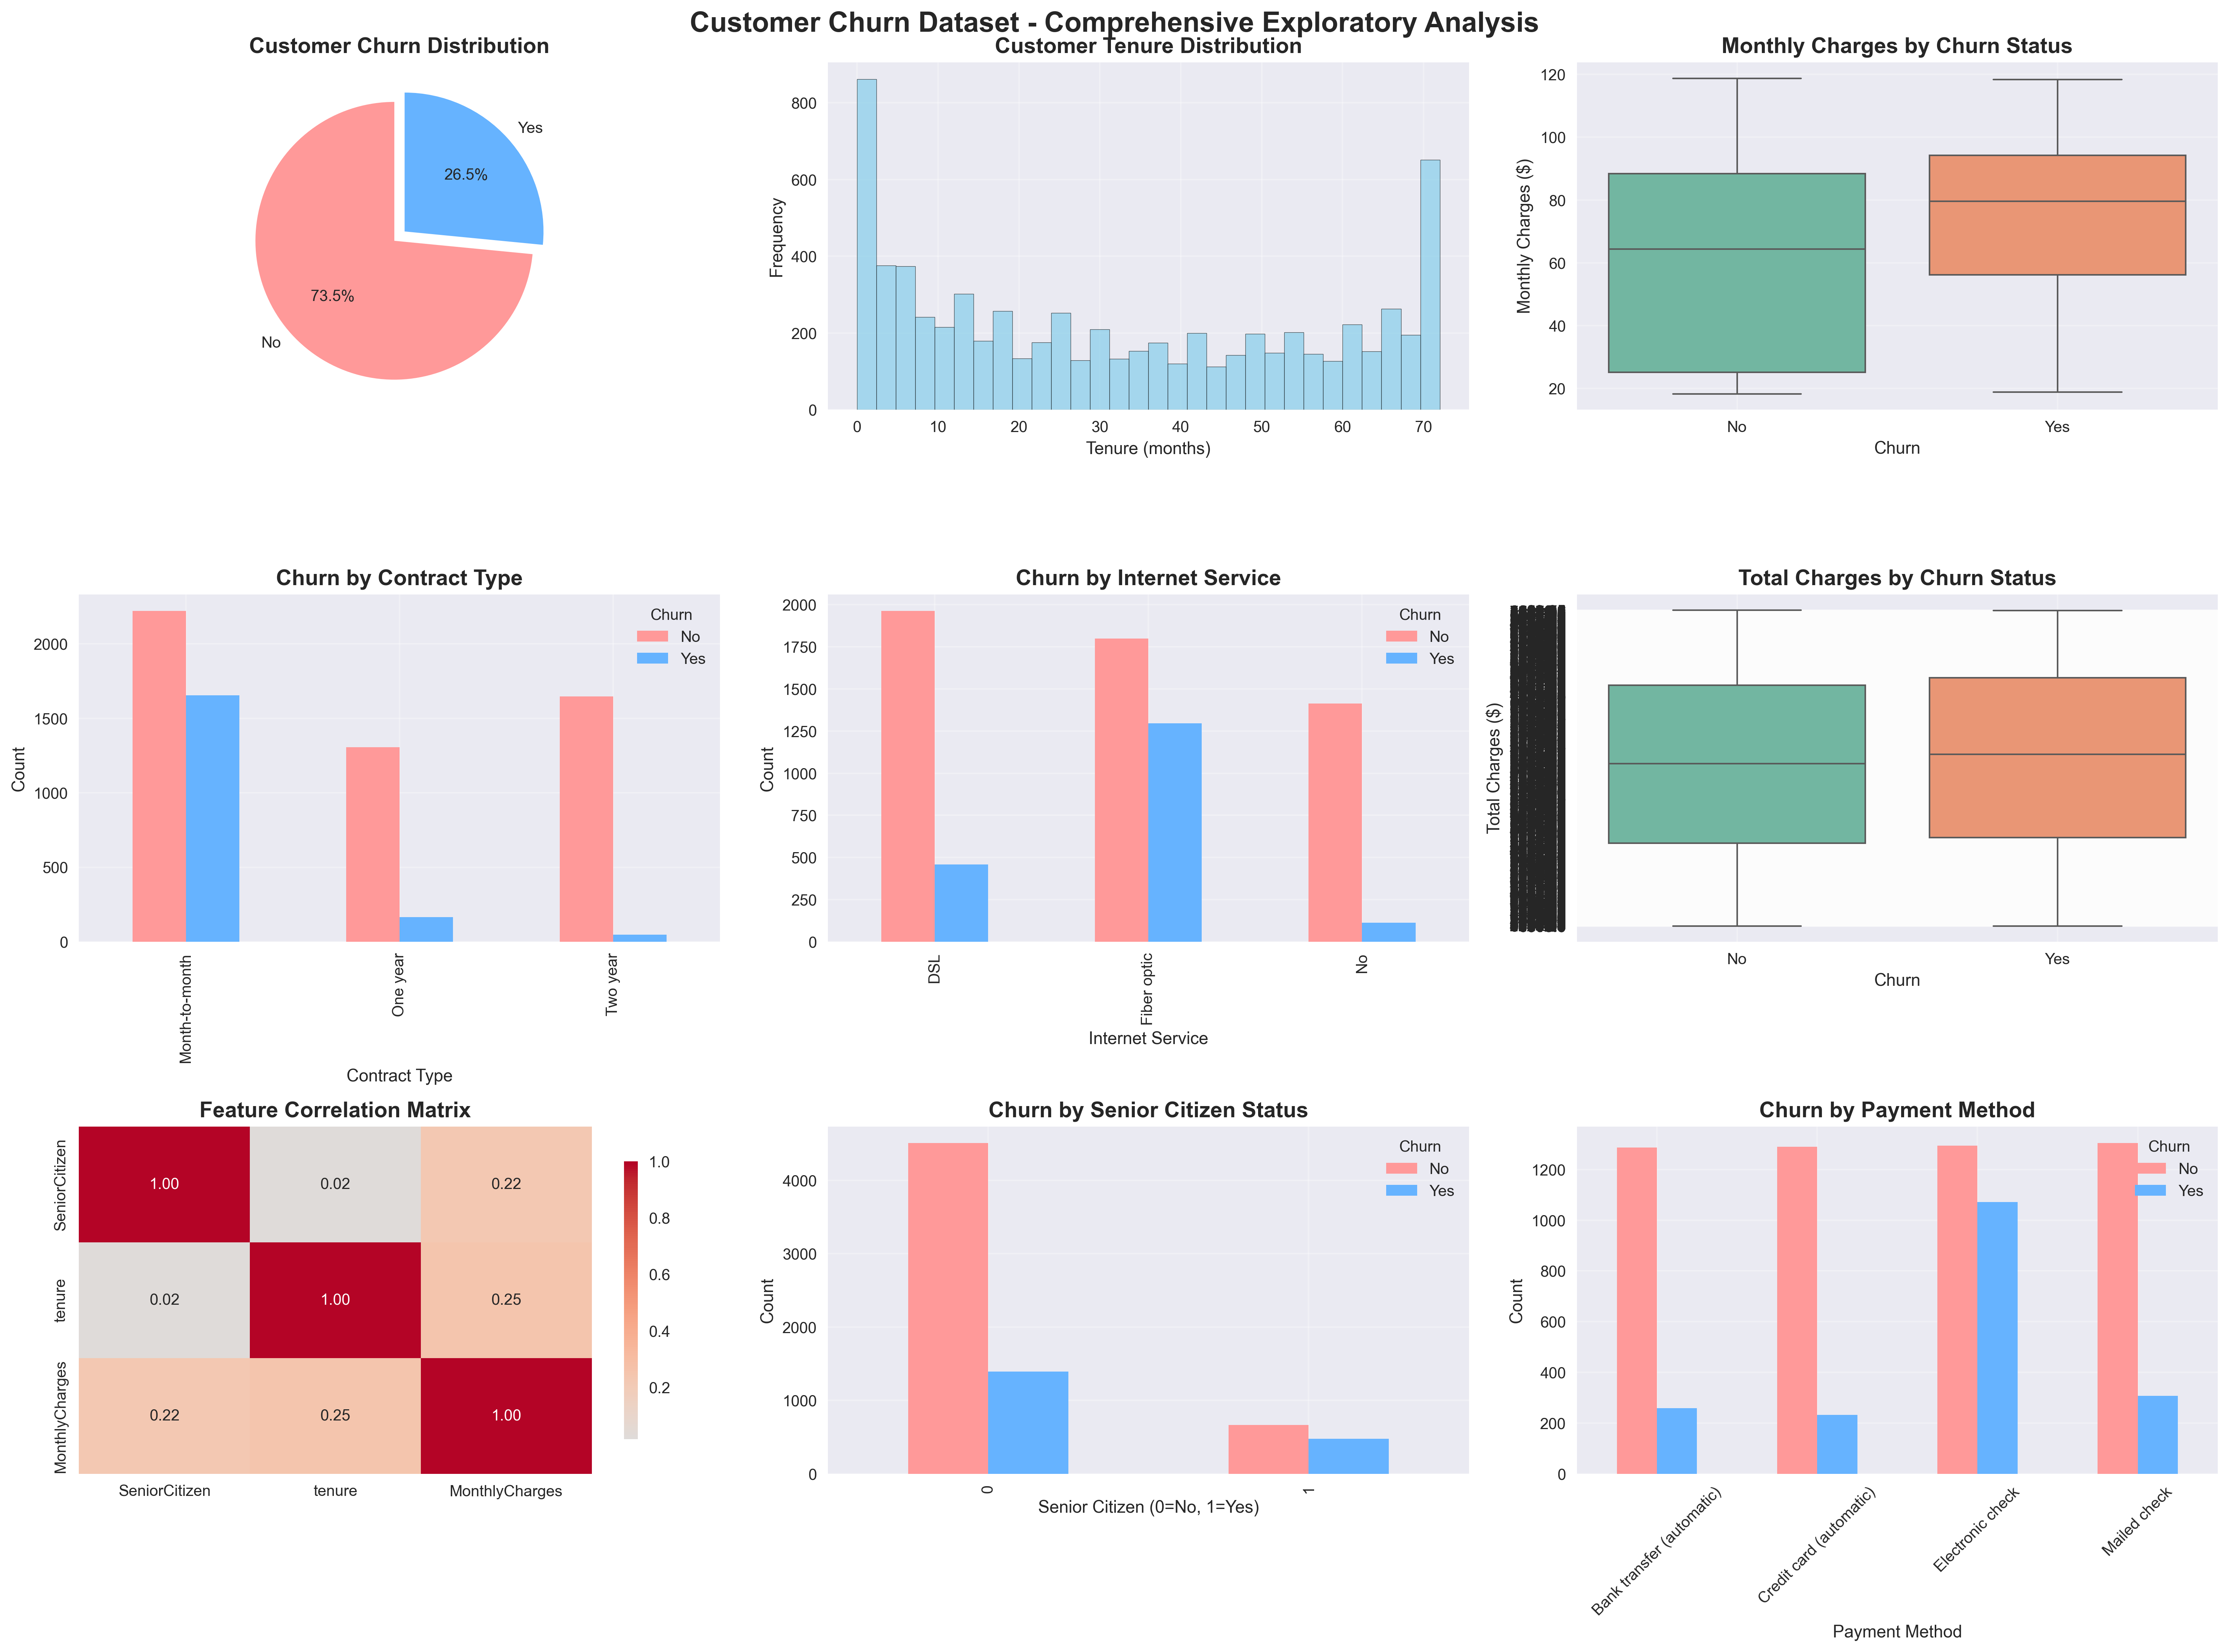 Customer Churn Dataset - Comprehensive Exploratory Analysis
Customer Churn Distribution
Yes
26.5%
73.5%
No
Customer Tenure Distribution
Frequency
800
600
400
200
0
0 10 20 30 40 50 60 70
Tenure (months)
Monthly Charges by Churn Status
Monthly Charges ($)
120
100
80
60
40
20
No Yes
Churn
Churn by Contract Type
Count
2000
1500
1000
500
0
Churn
No
Yes
Month-to-month
One year
Two year
Contract Type
Churn by Internet Service
Count
2000
1750
1500
1250
1000
750
500
250
0
Churn
No
Yes
DSL
Fiber optic
No
Internet Service
Total Charges by Churn Status
Total Charges ($)
No Yes
Churn
Feature Correlation Matrix
SeniorCitizen
tenure
MonthlyCharges
1.00 0.02 0.22
0.02 1.00 0.25
0.22 0.25 1.00
SeniorCitizen tenure MonthlyCharges
1.0
0.8
0.6
0.4
0.2
Churn by Senior Citizen Status
Count
4000
3000
2000
1000
0
Churn
No
Yes
0
1
Senior Citizen (0=No, 1=Yes)
Churn by Payment Method
Count
1200
1000
800
600
400
200
0
Churn
No
Yes
Bank transfer (automatic)
Credit card (automatic)
Electronic check
Mailed check
Payment Method